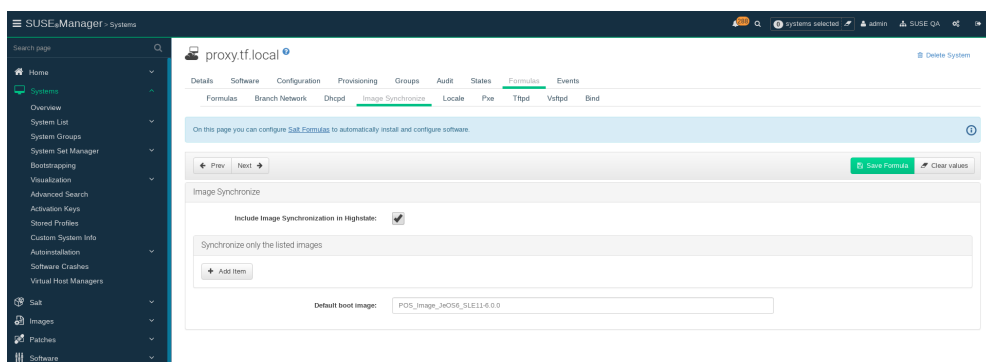 SUSE Manager > Systems
288
0 systems selected
admin
SUSE QA
Search page
Home
Systems
Overview
System List
System Groups
System Set Manager
Bootstrapping
Visualization
Advanced Search
Activation Keys
Stored Profiles
Custom System Info
Autoinstallation
Software Crashes
Virtual Host Managers
Salt
Images
Patches
Software
proxy.tf.local ?
Delete System
Details Software Configuration Provisioning Groups Audit States Formulas Events
Formulas Branch Network Dhcpd Image Synchronize Locale Pxe Tftpd Vsftpd Bind
On this page you can configure Salt Formulas to automatically install and configure software.
Prev Next
Save Formula Clear values
Image Synchronize
Include Image Synchronization in Highstate:
Synchronize only the listed images
+ Add Item
Default boot image: POS_Image_JeOS6_SLE11-6.0.0